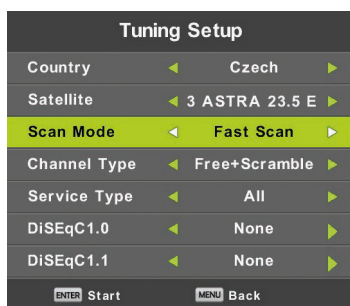 Tuning Setup
Country Czech
Satellite 3 ASTRA 23.5 E
Scan Mode Fast Scan
Channel Type Free+Scramble
Service Type All
DiSEqC1.0 None
DiSEqC1.1 None
ENTER Start MENU Back